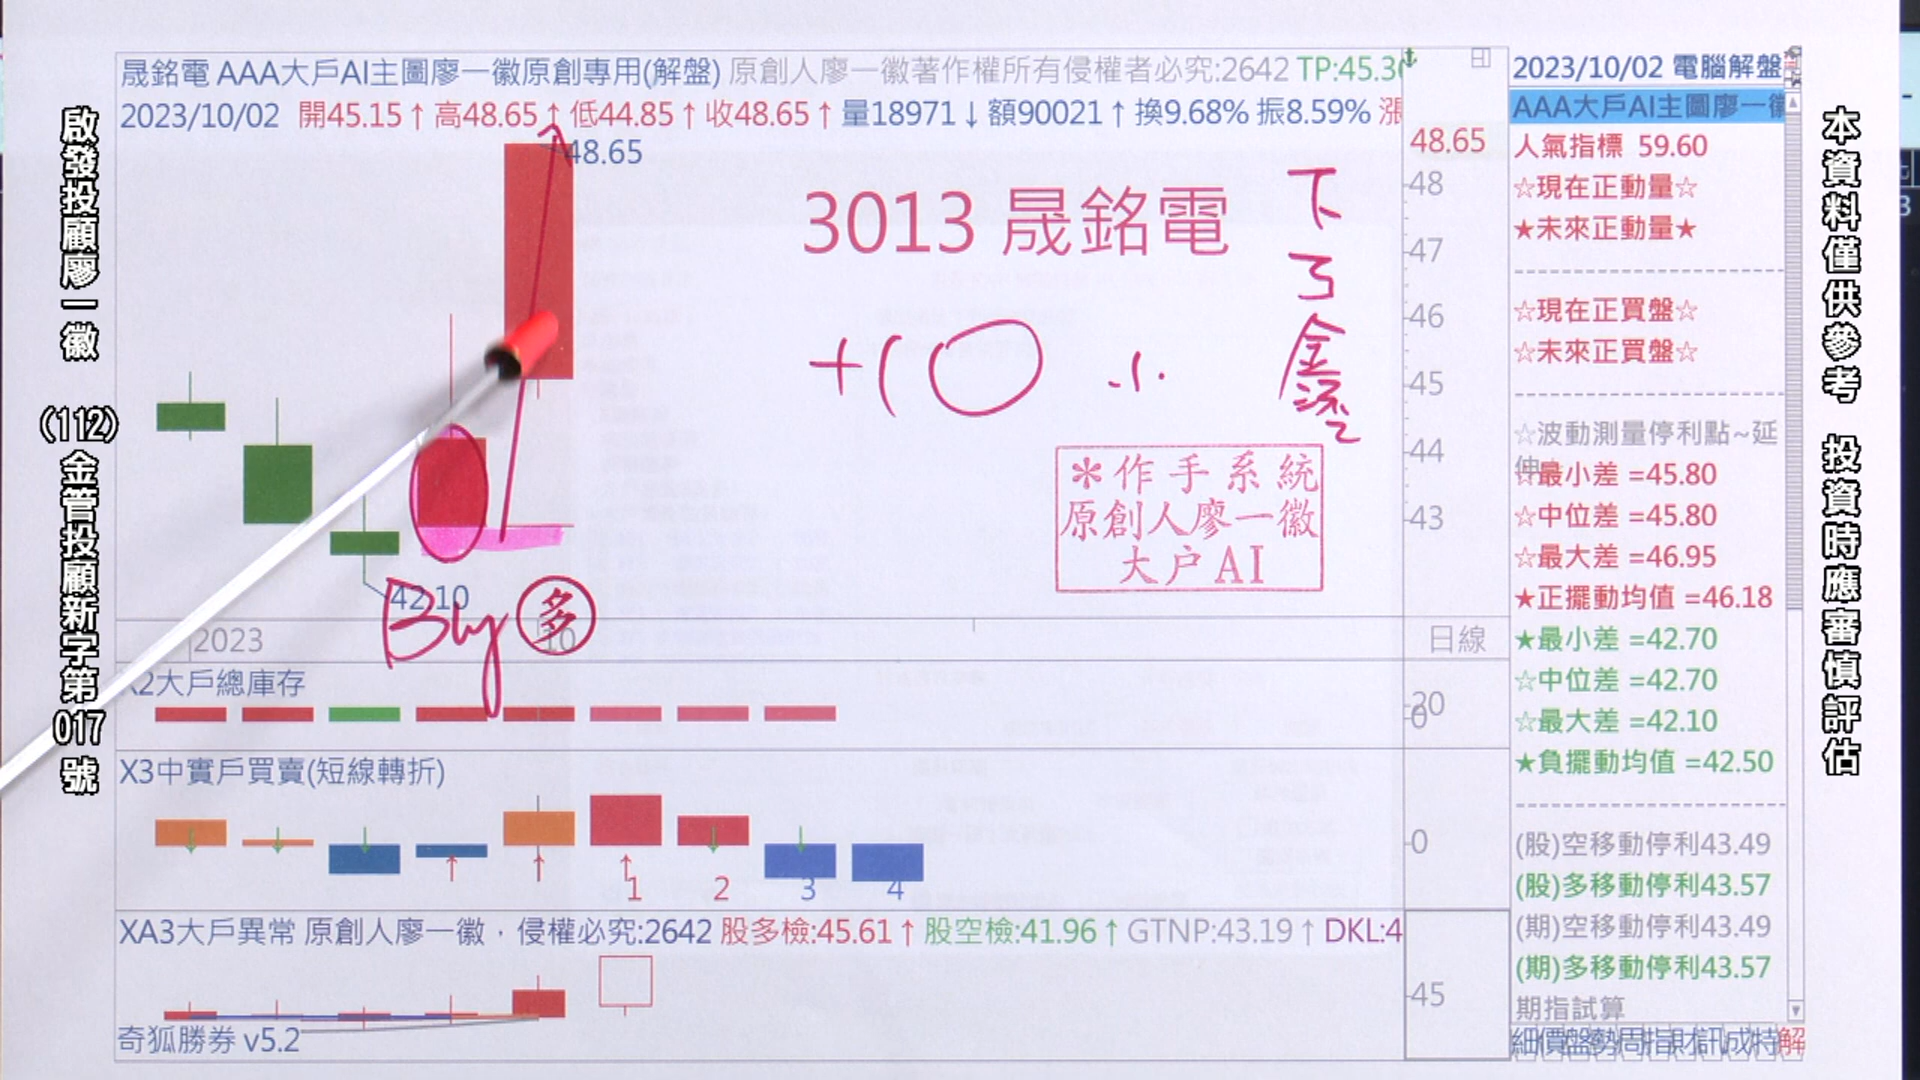 啟發投顧廖一徽 (112)金管投顧新字第017號
晟銘電 AAA大戶AI主圖廖一徽原創專用(解盤) 原創人廖一徽著作權所有侵權者必究:2642 TP:45.30
2023/10/02 開45.15↑ 高48.65↑ 低44.85↑ 收48.65↑ 量18971↓ 額90021↑ 換9.68% 振8.59% 漲
48.65
3013 晟銘電
+10
＊作手系統
原創人廖一徽
大户AI
42.10
Buy 多
2023
10
日線
48.65
48
47
46
45
44
43
X2大戶總庫存
20
0
X3中實戶買賣(短線轉折)
0
1 2 3 4
XA3大戶異常 原創人廖一徽，侵權必究:2642 股多檢:45.61↑ 股空檢:41.96↑ GTNP:43.19↑ DKL:4
45
奇狐勝券 v5.2
2023/10/02 電腦解盤
AAA大戶AI主圖廖一徽
人氣指標 59.60
☆現在正動量☆
★未來正動量★
☆現在正買盤☆
☆未來正買盤☆
☆波動測量停利點~延伸
☆最小差 =45.80
☆中位差 =45.80
☆最大差 =46.95
★正擺動均值 =46.18
★最小差 =42.70
☆中位差 =42.70
☆最大差 =42.10
★負擺動均值 =42.50
(股)空移動停利43.49
(股)多移動停利43.57
(期)空移動停利43.49
(期)多移動停利43.57
期指試算
細價盤勢周指財訊成特解
本資料僅供參考 投資時應審慎評估